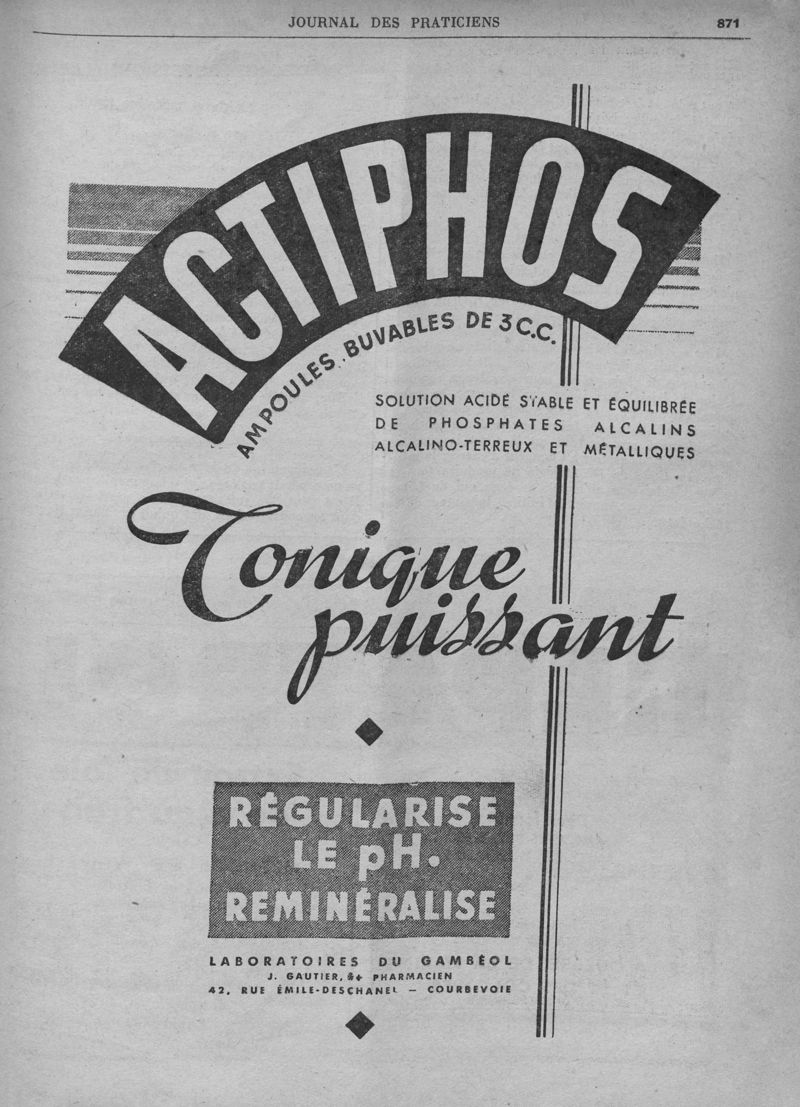 JOURNAL DES PRATICIENS 871
ACTIPHOS
AMPOULES BUVABLES DE 3 C.C.
SOLUTION ACIDE STABLE ET ÉQUILIBRÉE
DE PHOSPHATES ALCALINS
ALCALINO-TERREUX ET MÉTALLIQUES
Tonique
puissant
RÉGULARISE
LE pH.
REMINÉRALISE
LABORATOIRES DU GAMBÉOL
J. GAUTIER, PHARMACIEN
42, RUE ÉMILE-DESCHANEL — COURBEVOIE